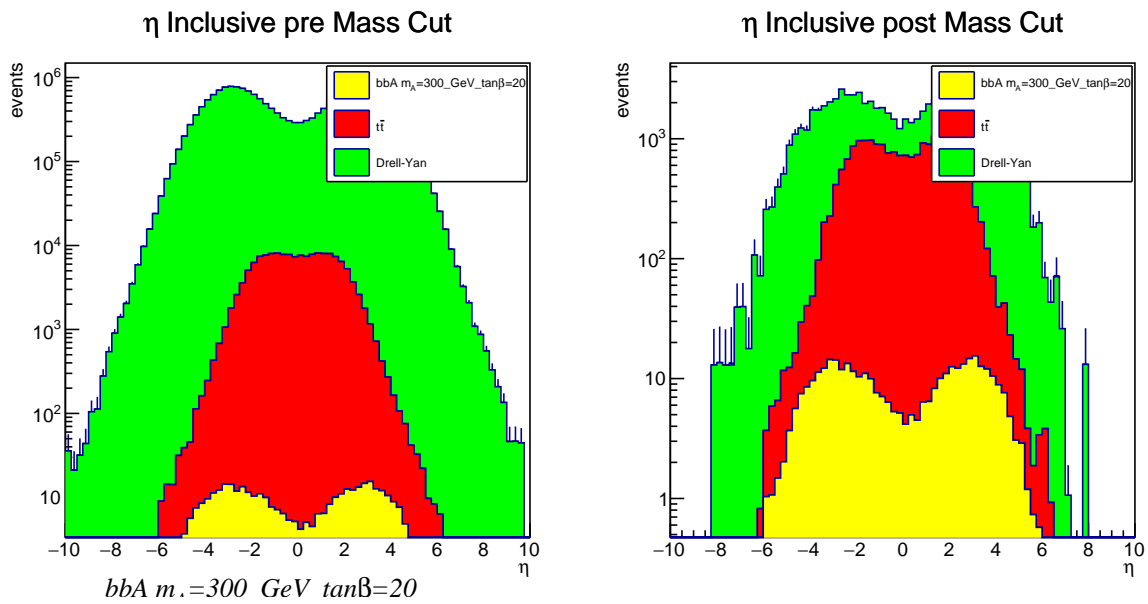 η Inclusive pre Mass Cut
events
10⁶
10⁵
10⁴
10³
10²
10
bbA m_A=300_GeV_tanβ=20
tt̄
Drell-Yan
−10 −8 −6 −4 −2 0 2 4 6 8 10
η
bbA m_A=300_GeV_tanβ=20
η Inclusive post Mass Cut
events
10³
10²
10
1
bbA m_A=300_GeV_tanβ=20
tt̄
Drell-Yan
−10 −8 −6 −4 −2 0 2 4 6 8 10
η